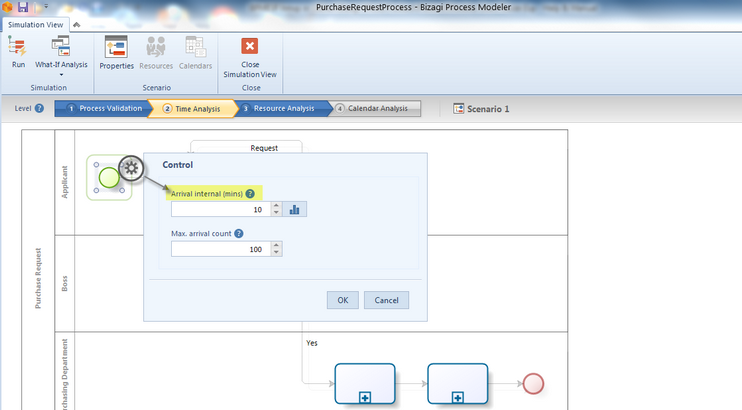 PurchaseRequestProcess - Bizagi Process Modeler
Simulation View
Run
What-If Analysis
Properties
Resources
Calendars
Close
Simulation View
Simulation
Scenario
Close
Level ?
1 Process Validation
2 Time Analysis
3 Resource Analysis
4 Calendar Analysis
Scenario 1
Purchase Request
Applicant
Request
Control
Arrival internal (mins) ?
10
Max. arrival count ?
100
OK
Cancel
Boss
chasing Department
Yes